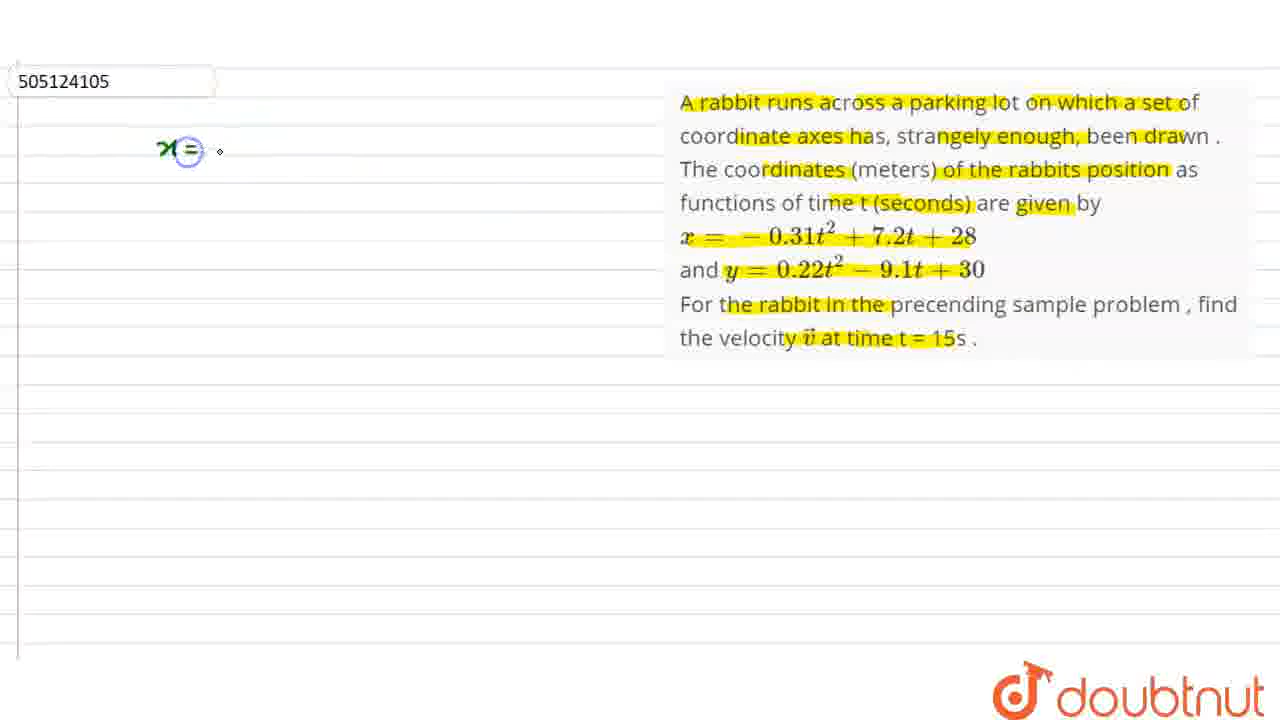 505124105
x =
A rabbit runs across a parking lot on which a set of
coordinate axes has, strangely enough, been drawn .
The coordinates (meters) of the rabbits position as
functions of time t (seconds) are given by
x = − 0.31t² + 7.2t + 28
and y = 0.22t² − 9.1t + 30
For the rabbit in the precending sample problem , find
the velocity v⃗ at time t = 15s .
doubtnut